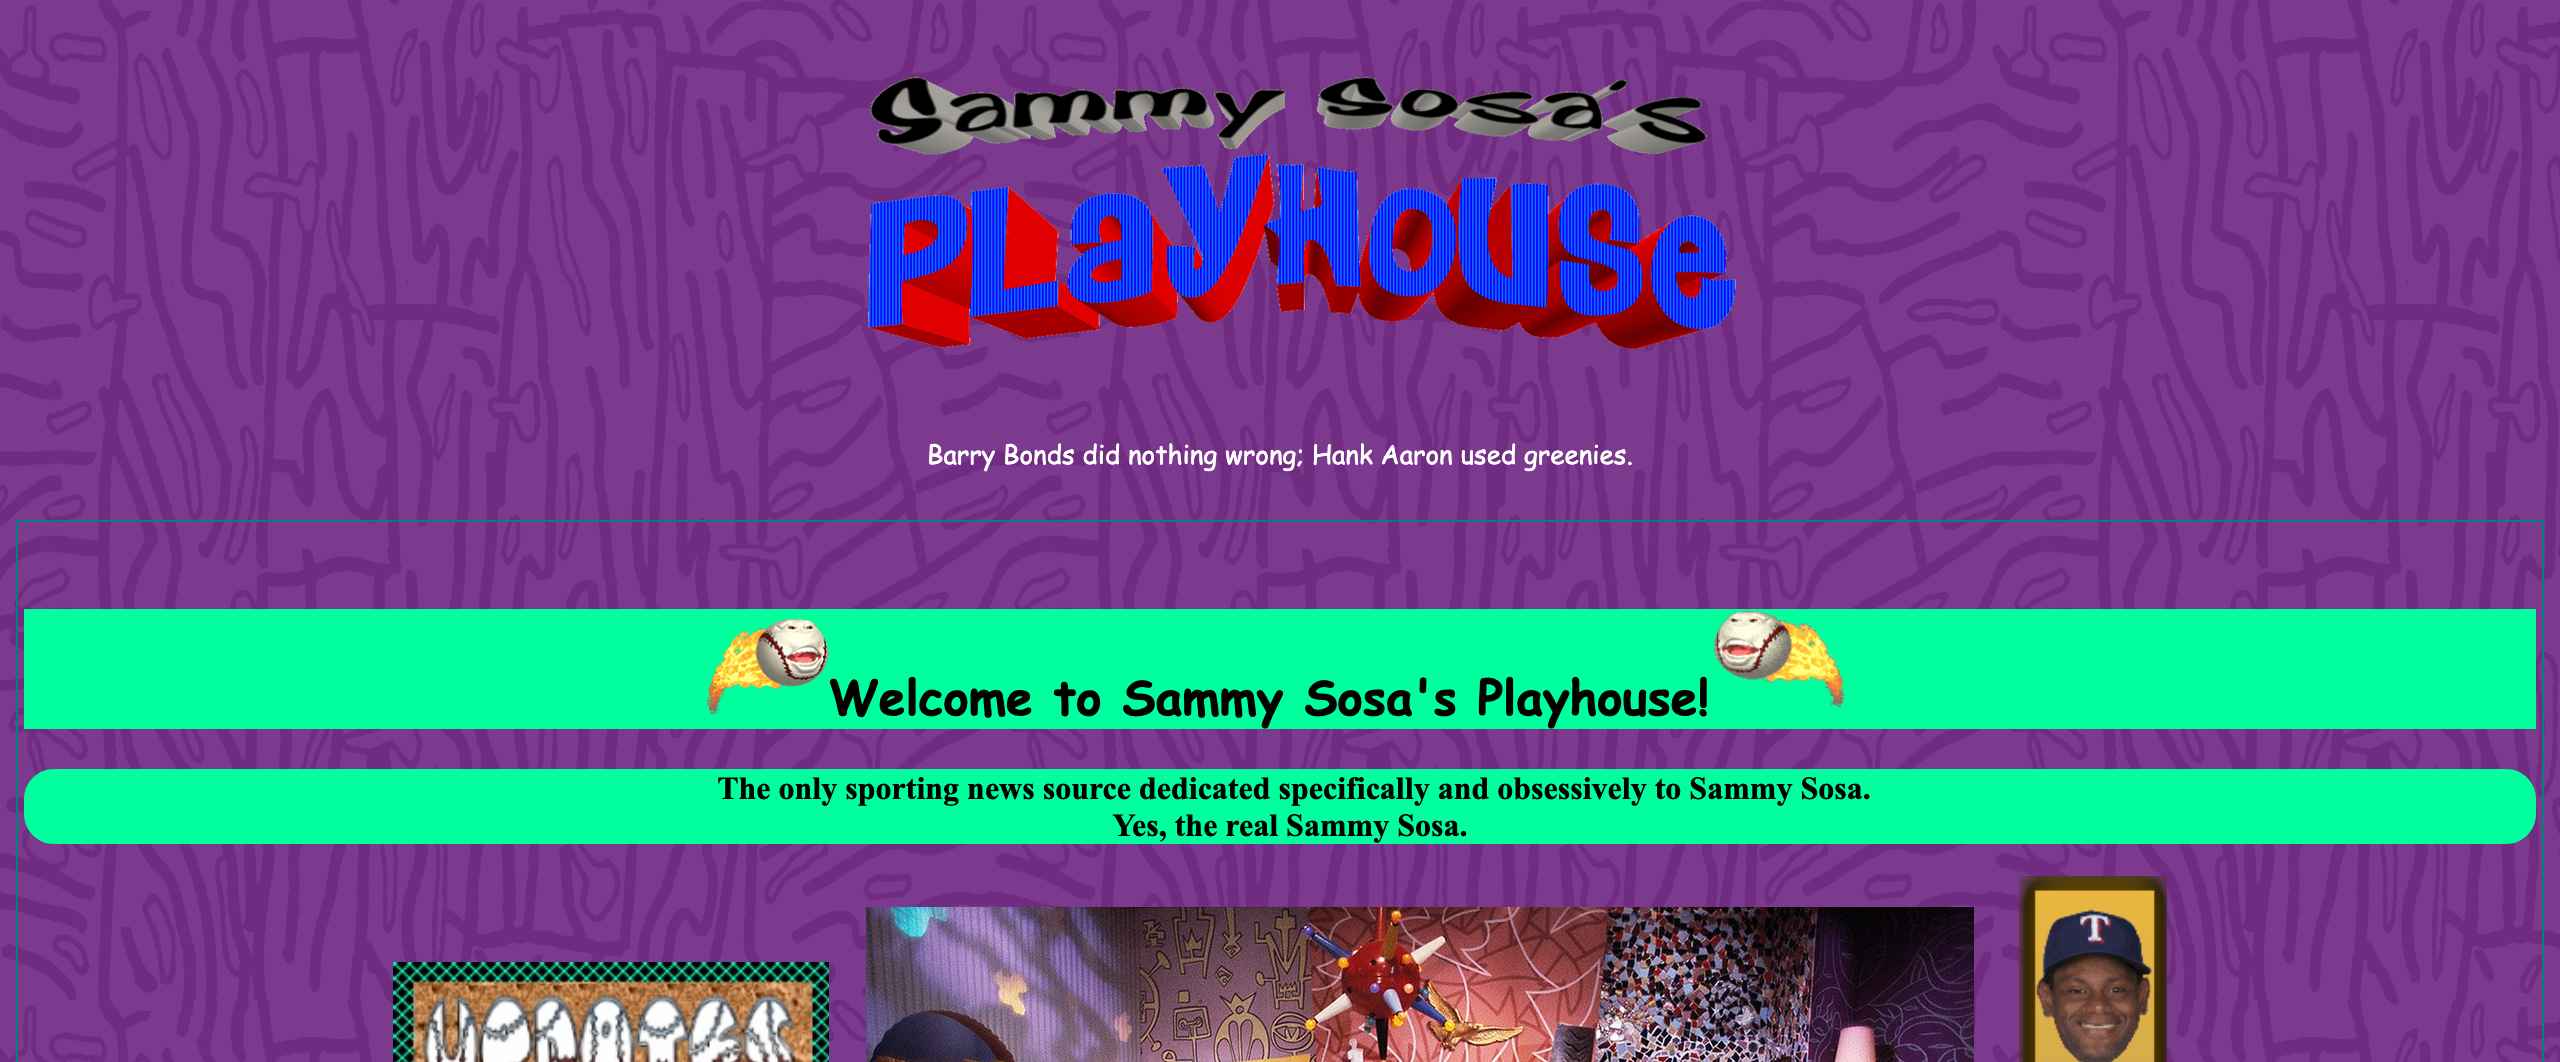 Sammy Sosa's
PLayHouse
Barry Bonds did nothing wrong; Hank Aaron used greenies.
Welcome to Sammy Sosa's Playhouse!
The only sporting news source dedicated specifically and obsessively to Sammy Sosa.
Yes, the real Sammy Sosa.
T
UPDATES